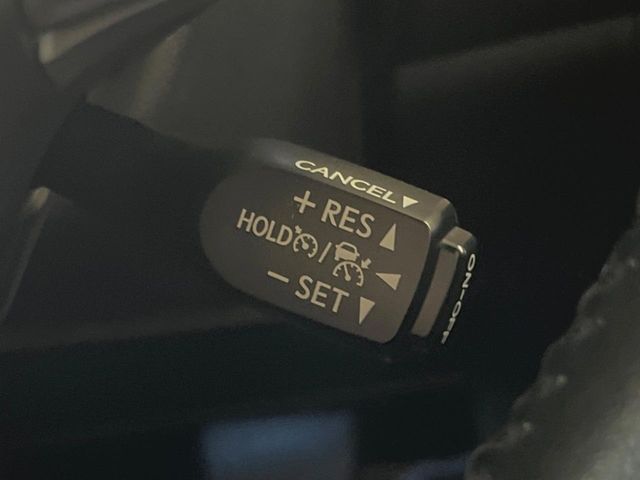 CANCEL▼
+ RES ▲
HOLD / ◀
− SET ▼
ON-OFF